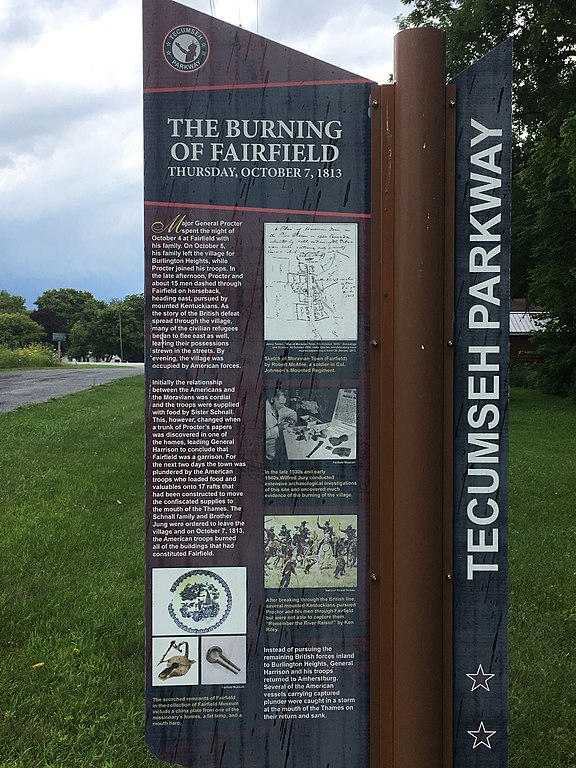 TECUMSEH
PARKWAY
THE BURNING
OF FAIRFIELD
THURSDAY, OCTOBER 7, 1813
Major General Procter
spent the night of
October 4 at Fairfield with
his family. On October 5,
his family left the village for
Burlington Heights, while
Procter joined his troops. In
the late afternoon, Procter and
about 15 men dashed through
Fairfield on horseback,
heading east, pursued by
mounted Kentuckians. As
the story of the British defeat
spread through the village,
many of the civilian refugees
began to flee east as well,
leaving their possessions
strewn in the streets. By
evening, the village was
occupied by American forces.
Initially the relationship
between the Americans and
the Moravians was cordial
and the troops were supplied
with food by Sister Schnall.
This, however, changed when
a trunk of Procter's papers
was discovered in one of
the homes, leading General
Harrison to conclude that
Fairfield was a garrison. For
the next two days the town was
plundered by the American
troops who loaded food and
valuables onto 17 rafts that
had been constructed to move
the confiscated supplies to
the mouth of the Thames. The
Schnall family and Brother
Jung were ordered to leave the
village and on October 7, 1813,
the American troops burned
all of the buildings that had
constituted Fairfield.
Fairfield Museum
The scorched remnants of Fairfield
in the collection of Fairfield Museum
include a china plate from one of the
missionary's homes, a fat lamp, and a
mouth harp.
Sketch of Moravian Town (Fairfield)
by Robert McAfee, a soldier in Col.
Johnson's Mounted Regiment.
Fairfield Museum
In the late 1930s and early
1940s, Wilfred Jury conducted
extensive archaeological investigations
of this site and uncovered much
evidence of the burning of the village.
National Guard Bureau
After breaking through the British line,
several mounted Kentuckians pursued
Procter and his men through Fairfield
but were not able to capture them.
"Remember the River Raisin!" by Ken
Riley.
Instead of pursuing the
remaining British forces inland
to Burlington Heights, General
Harrison and his troops
returned to Amherstburg.
Several of the American
vessels carrying captured
plunder were caught in a storm
at the mouth of the Thames on
their return and sank.
TECUMSEH PARKWAY